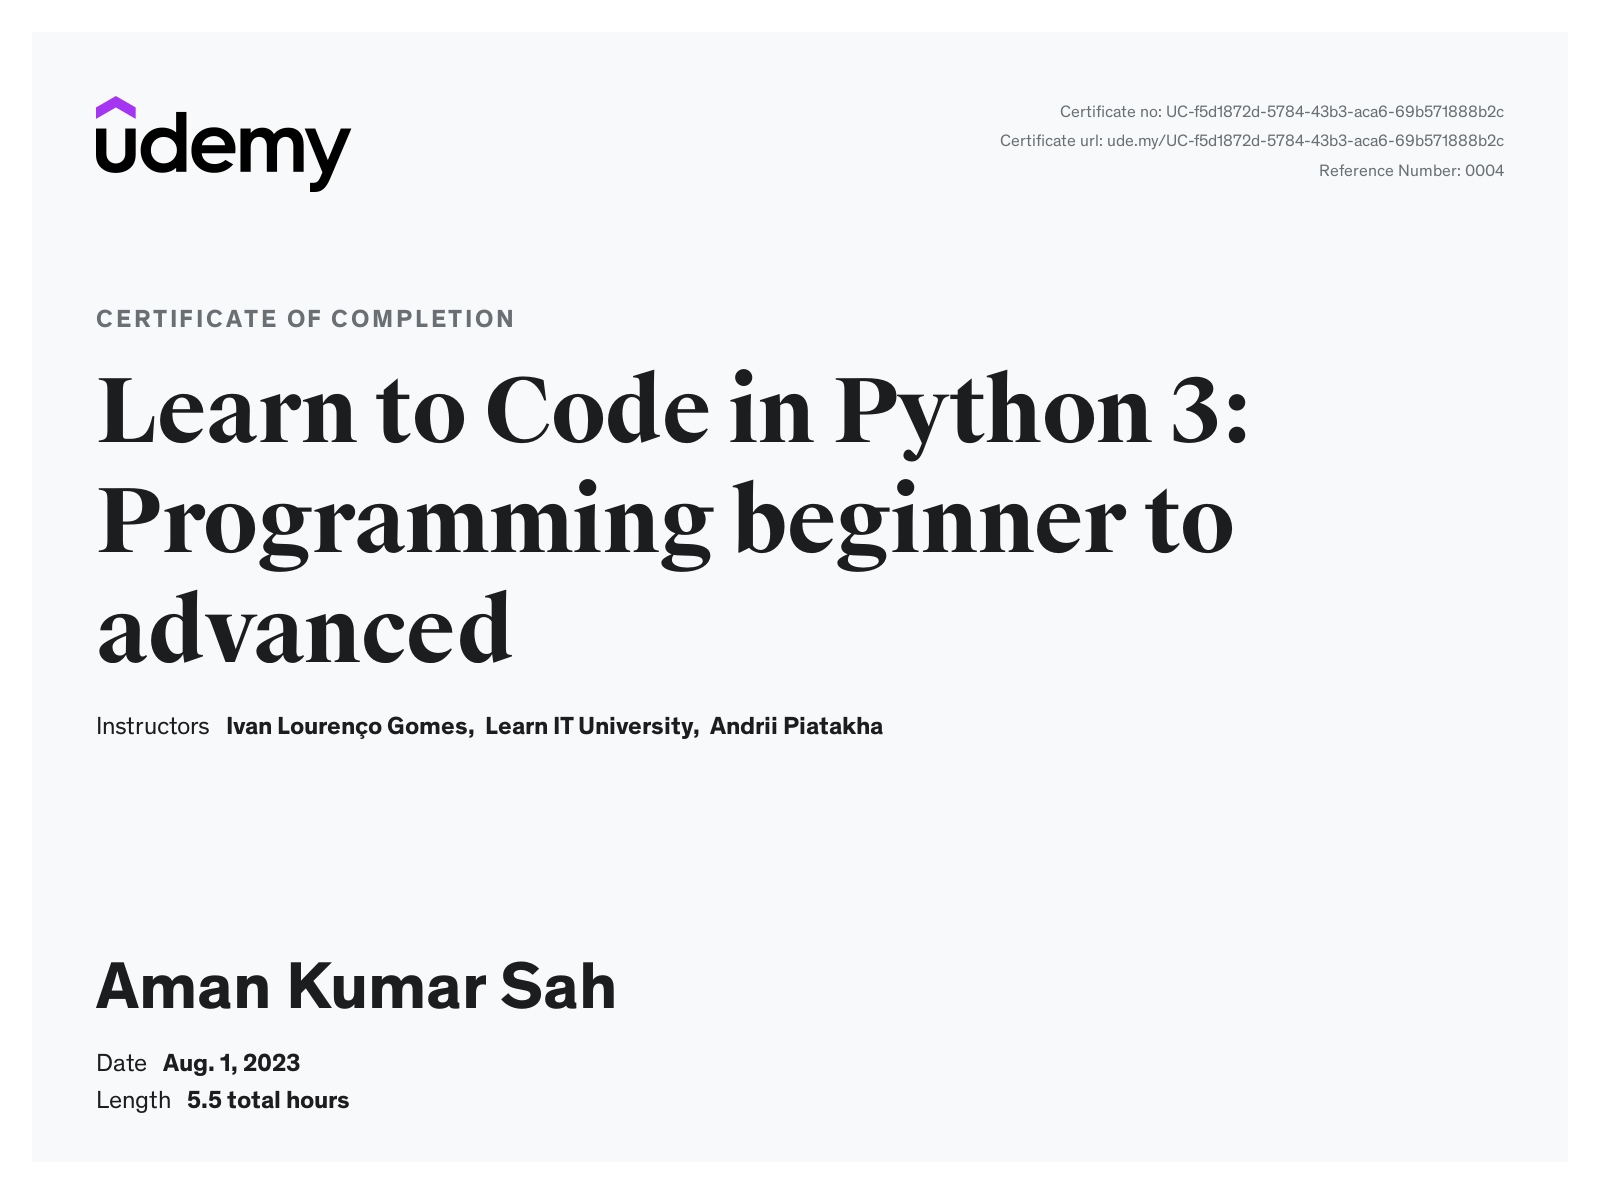 udemy
Certificate no: UC-f5d1872d-5784-43b3-aca6-69b571888b2c
Certificate url: ude.my/UC-f5d1872d-5784-43b3-aca6-69b571888b2c
Reference Number: 0004
CERTIFICATE OF COMPLETION
Learn to Code in Python 3:
Programming beginner to
advanced
Instructors Ivan Lourenço Gomes, Learn IT University, Andrii Piatakha
Aman Kumar Sah
Date Aug. 1, 2023
Length 5.5 total hours